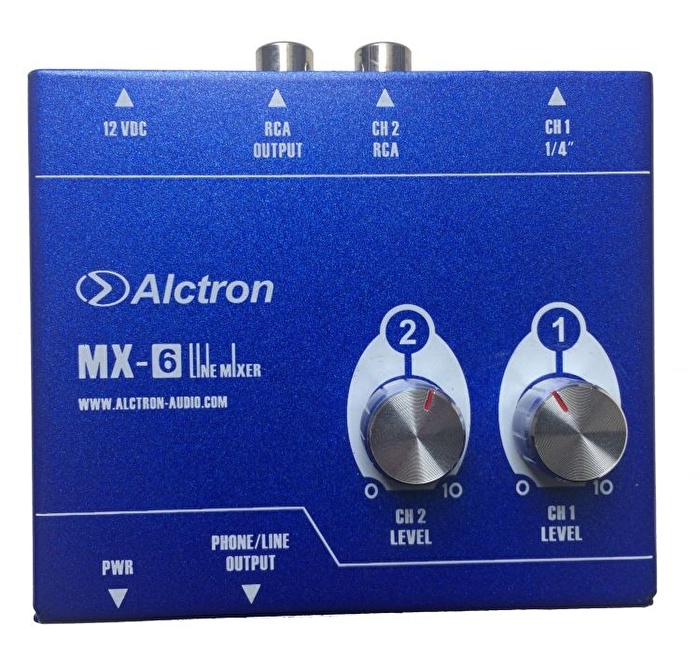 12 VDC
RCA
OUTPUT
CH 2
RCA
CH 1
1/4"
Alctron
MX-6 LINE MIXER
WWW.ALCTRON-AUDIO.COM
2
1
0
10
0
10
CH 2
LEVEL
CH 1
LEVEL
PWR
PHONE/LINE
OUTPUT